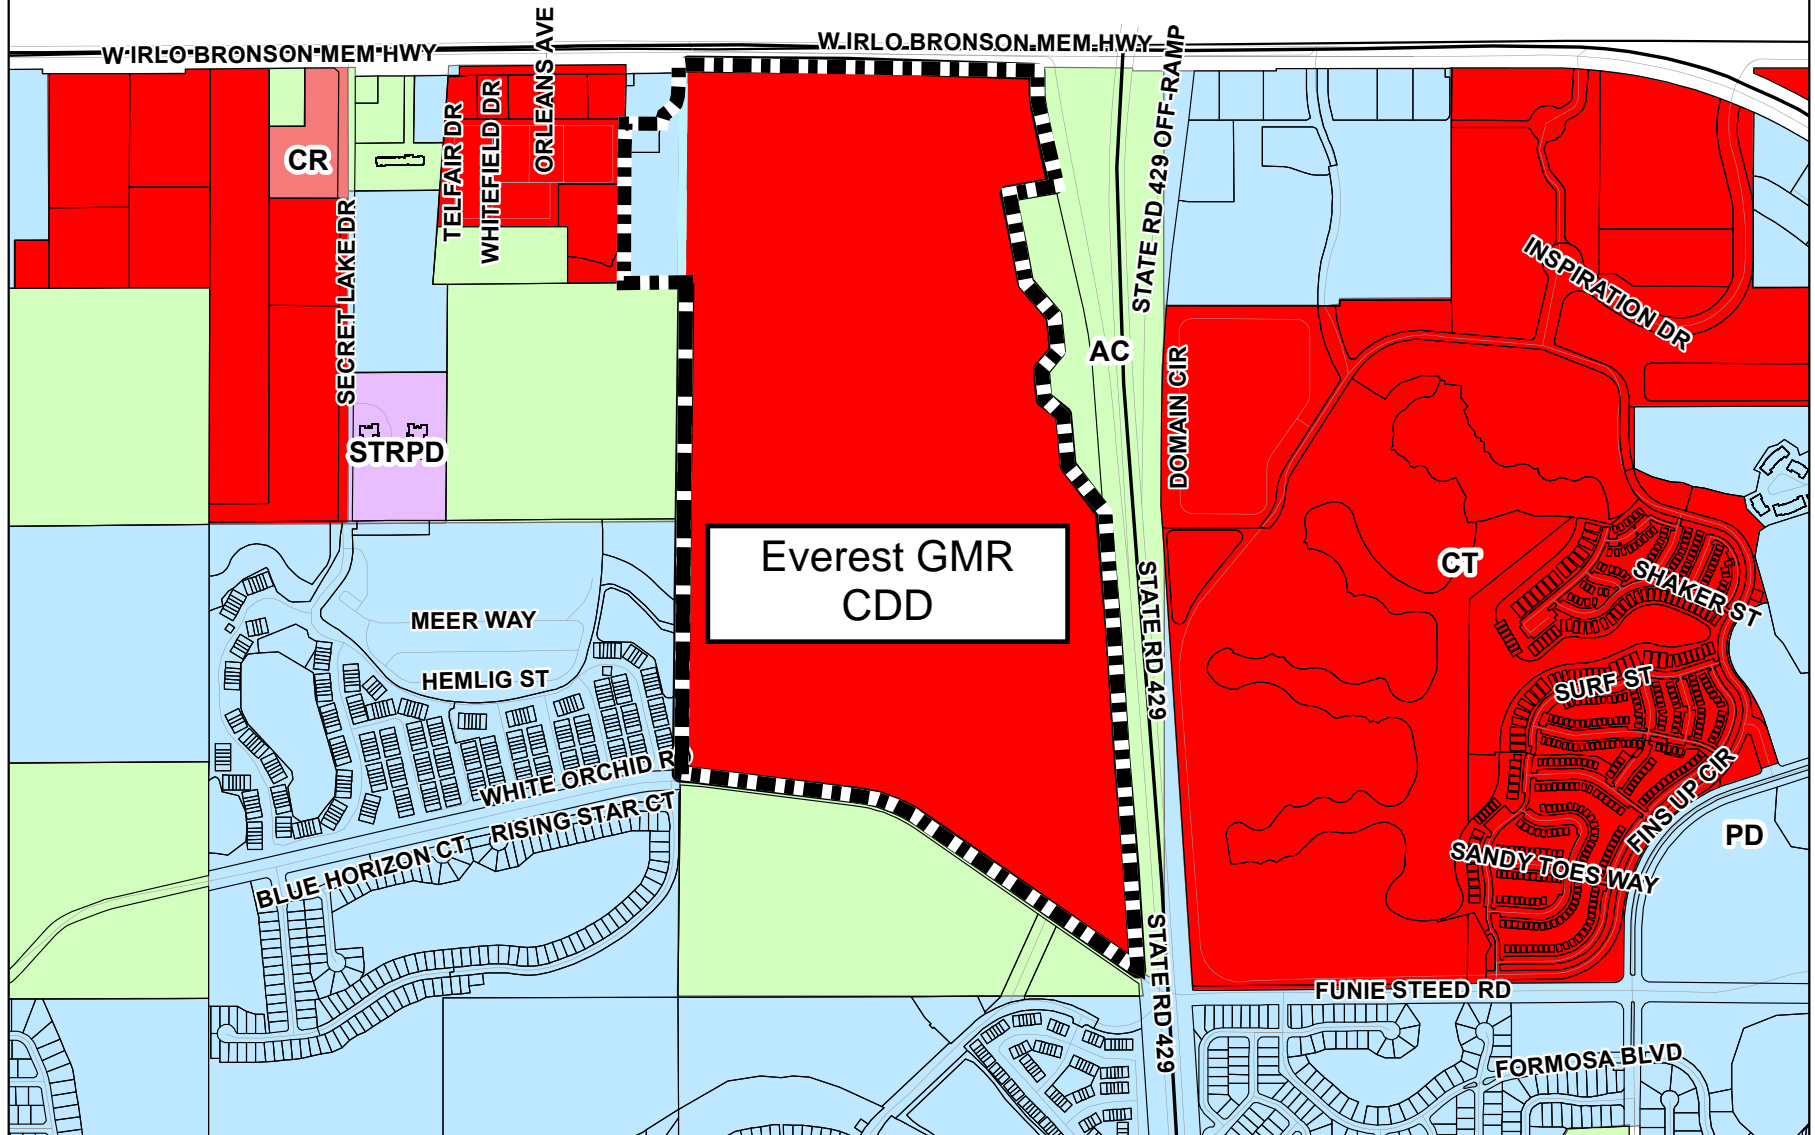 W IRLO BRONSON MEM HWY
W IRLO BRONSON MEM HWY
ORLEANS AVE
TELFAIR DR
WHITEFIELD DR
STATE RD 429 OFF-RAMP
CR
SECRET LAKE DR
INSPIRATION DR
AC
DOMAIN CIR
STRPD
Everest GMR
CDD
CT
SHAKER ST
STATE RD 429
MEER WAY
HEMLIG ST
SURF ST
WHITE ORCHID RD
RISING STAR CT
BLUE HORIZON CT
FINS UP CIR
PD
SANDY TOES WAY
STATE RD 429
FUNIE STEED RD
FORMOSA BLVD